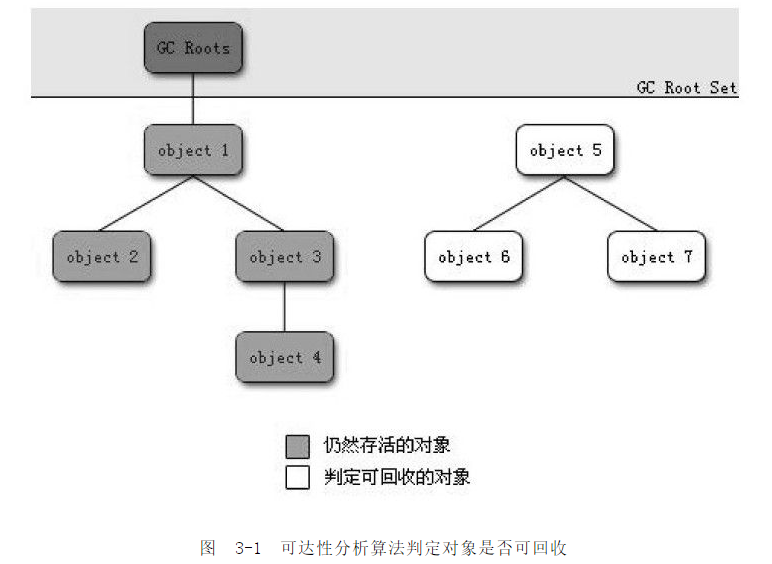 GC Roots
GC Root Set
object 1
object 5
object 2
object 3
object 6
object 7
object 4
仍然存活的对象
判定可回收的对象
图 3-1 可达性分析算法判定对象是否可回收